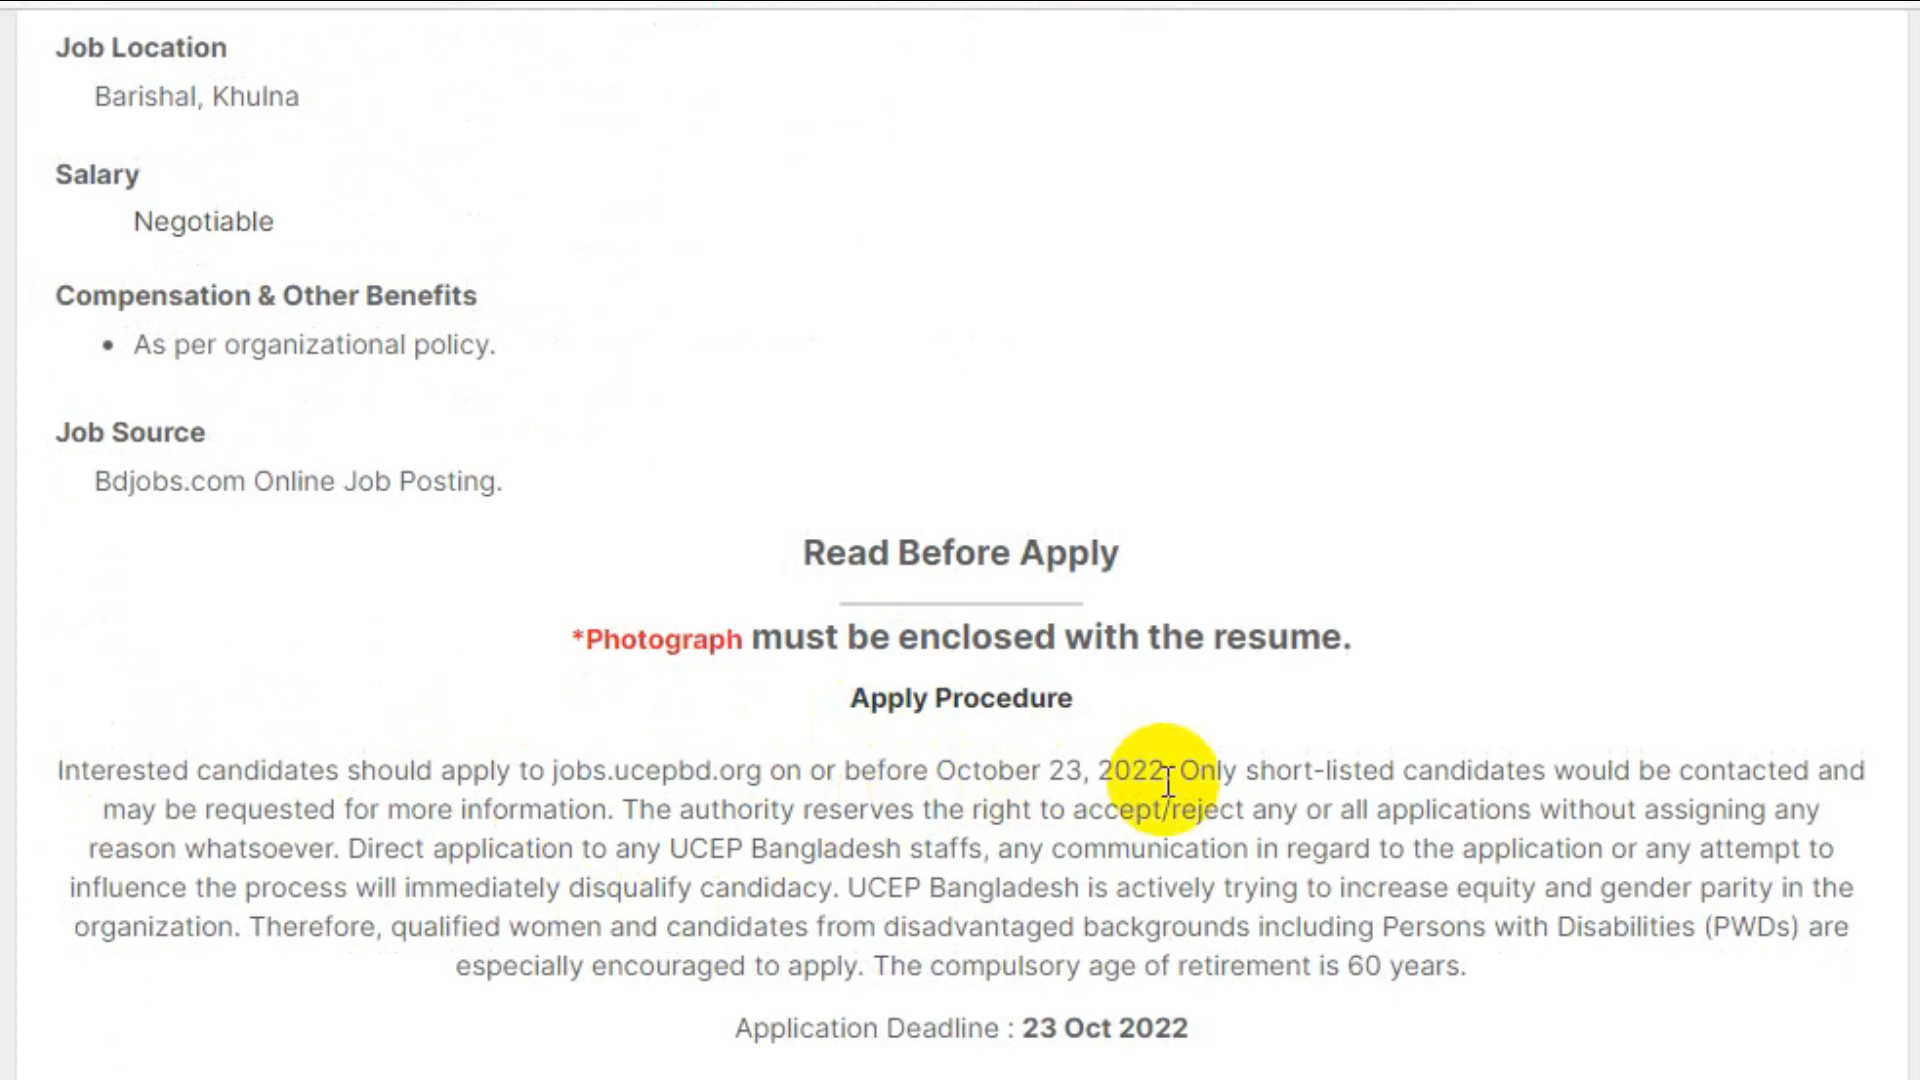 Job Location
Barishal, Khulna
Salary
Negotiable
Compensation & Other Benefits
• As per organizational policy.
Job Source
Bdjobs.com Online Job Posting.
Read Before Apply
*Photograph must be enclosed with the resume.
Apply Procedure
Interested candidates should apply to jobs.ucepbd.org on or before October 23, 2022. Only short-listed candidates would be contacted and
may be requested for more information. The authority reserves the right to accept/reject any or all applications without assigning any
reason whatsoever. Direct application to any UCEP Bangladesh staffs, any communication in regard to the application or any attempt to
influence the process will immediately disqualify candidacy. UCEP Bangladesh is actively trying to increase equity and gender parity in the
organization. Therefore, qualified women and candidates from disadvantaged backgrounds including Persons with Disabilities (PWDs) are
especially encouraged to apply. The compulsory age of retirement is 60 years.
Application Deadline : 23 Oct 2022